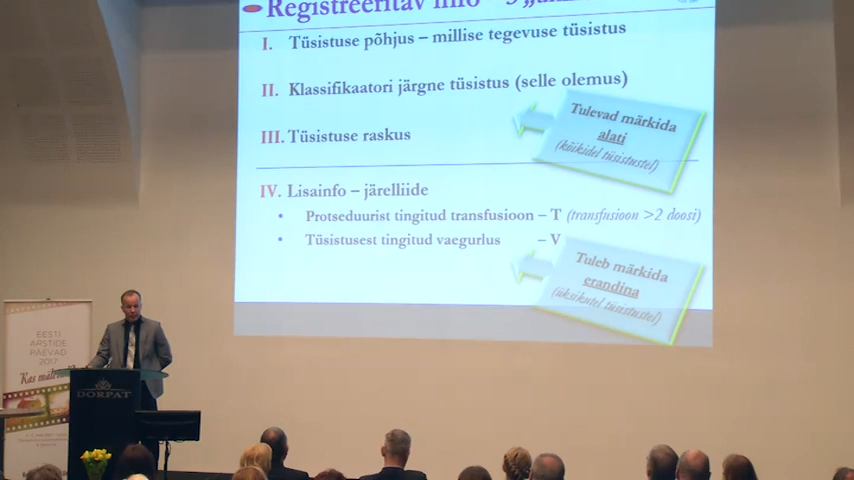 Registreeritav info – 3
I. Tüsistuse põhjus – millise tegevuse tüsistus
II. Klassifikaatori järgne tüsistus (selle olemus)
III. Tüsistuse raskus
Tulevad märkida
alati
(kõikidel tüsistustel)
IV. Lisainfo – järelliide
• Protseduurist tingitud transfusioon – T (transfusioon >2 doosi)
• Tüsistusest tingitud vaegurlus – V
Tuleb märkida
erandina
(üksikutel tüsistustel)
EESTI
ARSTIDE
PÄEVAD
2017
Kas
DORPAT